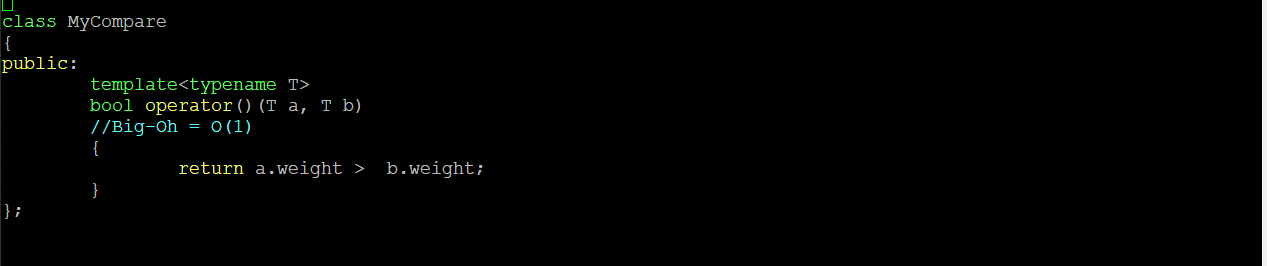 class MyCompare
{
public:
        template<typename T>
        bool operator()(T a, T b)
        //Big-Oh = O(1)
        {
                return a.weight >  b.weight;
        }
};